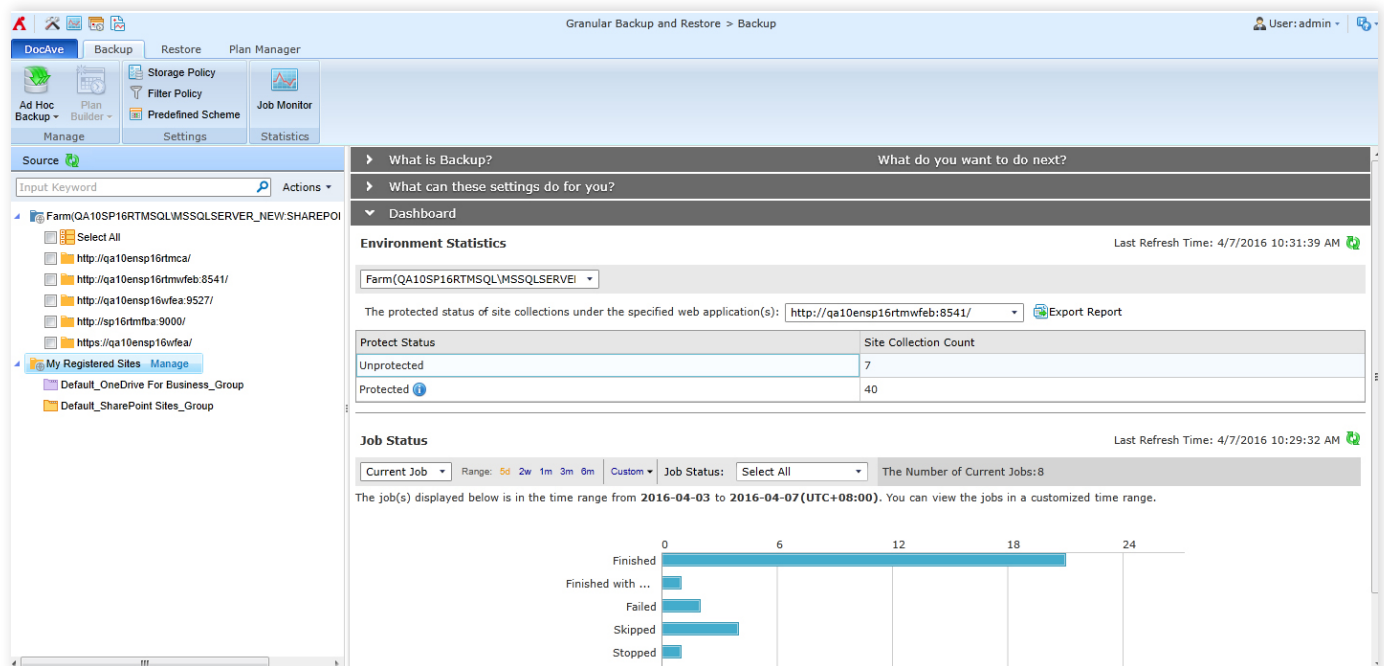 Granular Backup and Restore > Backup
User: admin
DocAve Backup Restore Plan Manager
Ad Hoc Backup
Plan Builder
Manage
Storage Policy
Filter Policy
Predefined Scheme
Settings
Job Monitor
Statistics
Source
Input Keyword
Actions
Farm(QA10SP16RTMSQL\MSSQLSERVER_NEW:SHAREPOI
Select All
http://qa10ensp16rtmca/
http://qa10ensp16rtmwfeb:8541/
http://qa10ensp16wfea:9527/
http://sp16rtmfba:9000/
https://qa10ensp16wfea/
My Registered Sites Manage
Default_OneDrive For Business_Group
Default_SharePoint Sites_Group
What is Backup? What do you want to do next?
What can these settings do for you?
Dashboard
Environment Statistics Last Refresh Time: 4/7/2016 10:31:39 AM
Farm(QA10SP16RTMSQL\MSSQLSERVEI
The protected status of site collections under the specified web application(s): http://qa10ensp16rtmwfeb:8541/ Export Report
Protect Status Site Collection Count
Unprotected 7
Protected 40
Job Status Last Refresh Time: 4/7/2016 10:29:32 AM
Current Job Range: 5d 2w 1m 3m 6m Custom Job Status: Select All The Number of Current Jobs:8
The job(s) displayed below is in the time range from 2016-04-03 to 2016-04-07(UTC+08:00). You can view the jobs in a customized time range.
0 6 12 18 24
Finished
Finished with ...
Failed
Skipped
Stopped